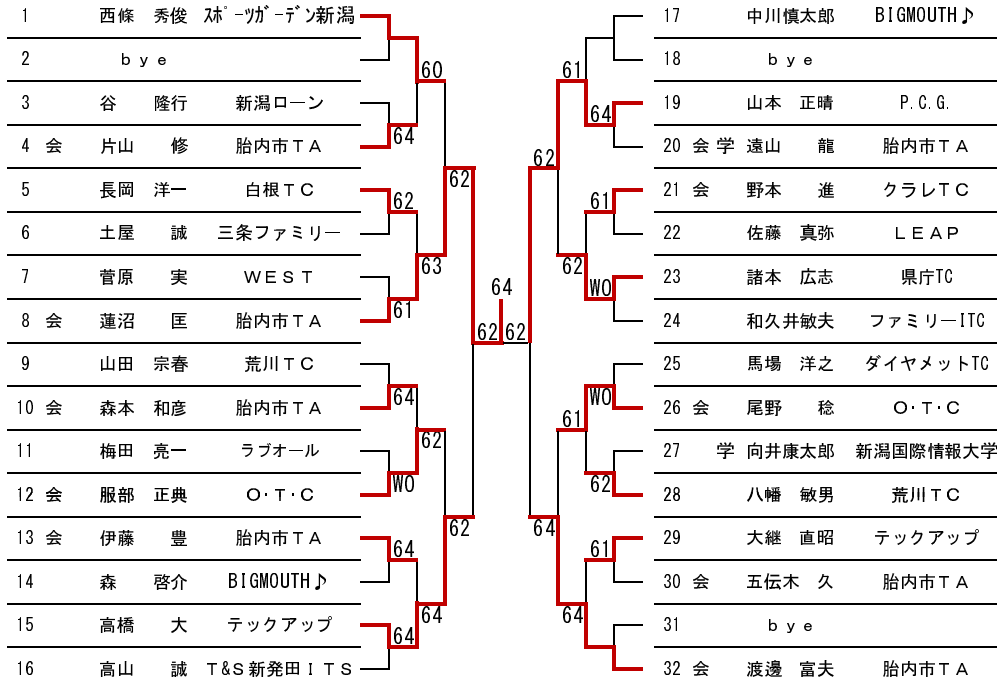 1 西條 秀俊 スポーツガーデン新潟
2 ｂｙｅ
60
3 谷 隆行 新潟ローン
64
4 会 片山 修 胎内市ＴＡ
62
5 長岡 洋一 白根ＴＣ
62
6 土屋 誠 三条ファミリー
63
7 菅原 実 ＷＥＳＴ
61
8 会 蓮沼 匡 胎内市ＴＡ
62
9 山田 宗春 荒川ＴＣ
64
10 会 森本 和彦 胎内市ＴＡ
62
11 梅田 亮一 ラブオール
WO
12 会 服部 正典 Ｏ・Ｔ・Ｃ
62
13 会 伊藤 豊 胎内市ＴＡ
64
14 森 啓介 BIGMOUTH♪
64
15 高橋 大 テックアップ
64
16 高山 誠 Ｔ&Ｓ新発田ＩＴＳ
64
17 中川慎太郎 BIGMOUTH♪
61
18 ｂｙｅ
19 山本 正晴 P.C.G.
64
20 会 学 遠山 龍 胎内市ＴＡ
62
21 会 野本 進 クラレＴＣ
61
22 佐藤 真弥 ＬＥＡＰ
62
23 諸本 広志 県庁TC
WO
24 和久井敏夫 ファミリーITC
62
25 馬場 洋之 ダイヤメットTC
WO
26 会 尾野 稔 Ｏ・Ｔ・Ｃ
61
27 学 向井康太郎 新潟国際情報大学
62
28 八幡 敏男 荒川ＴＣ
64
29 大継 直昭 テックアップ
61
30 会 五伝木 久 胎内市ＴＡ
64
31 ｂｙｅ
32 会 渡邊 富夫 胎内市ＴＡ